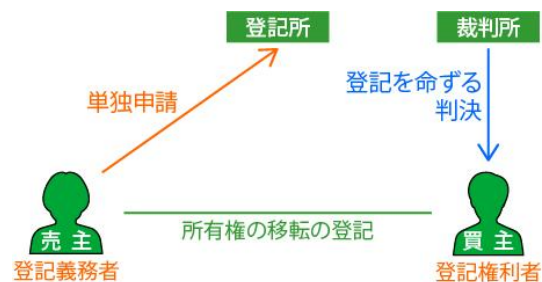 登記所
裁判所
単独申請
登記を命ずる
判決
売主
買主
所有権の移転の登記
登記義務者
登記権利者